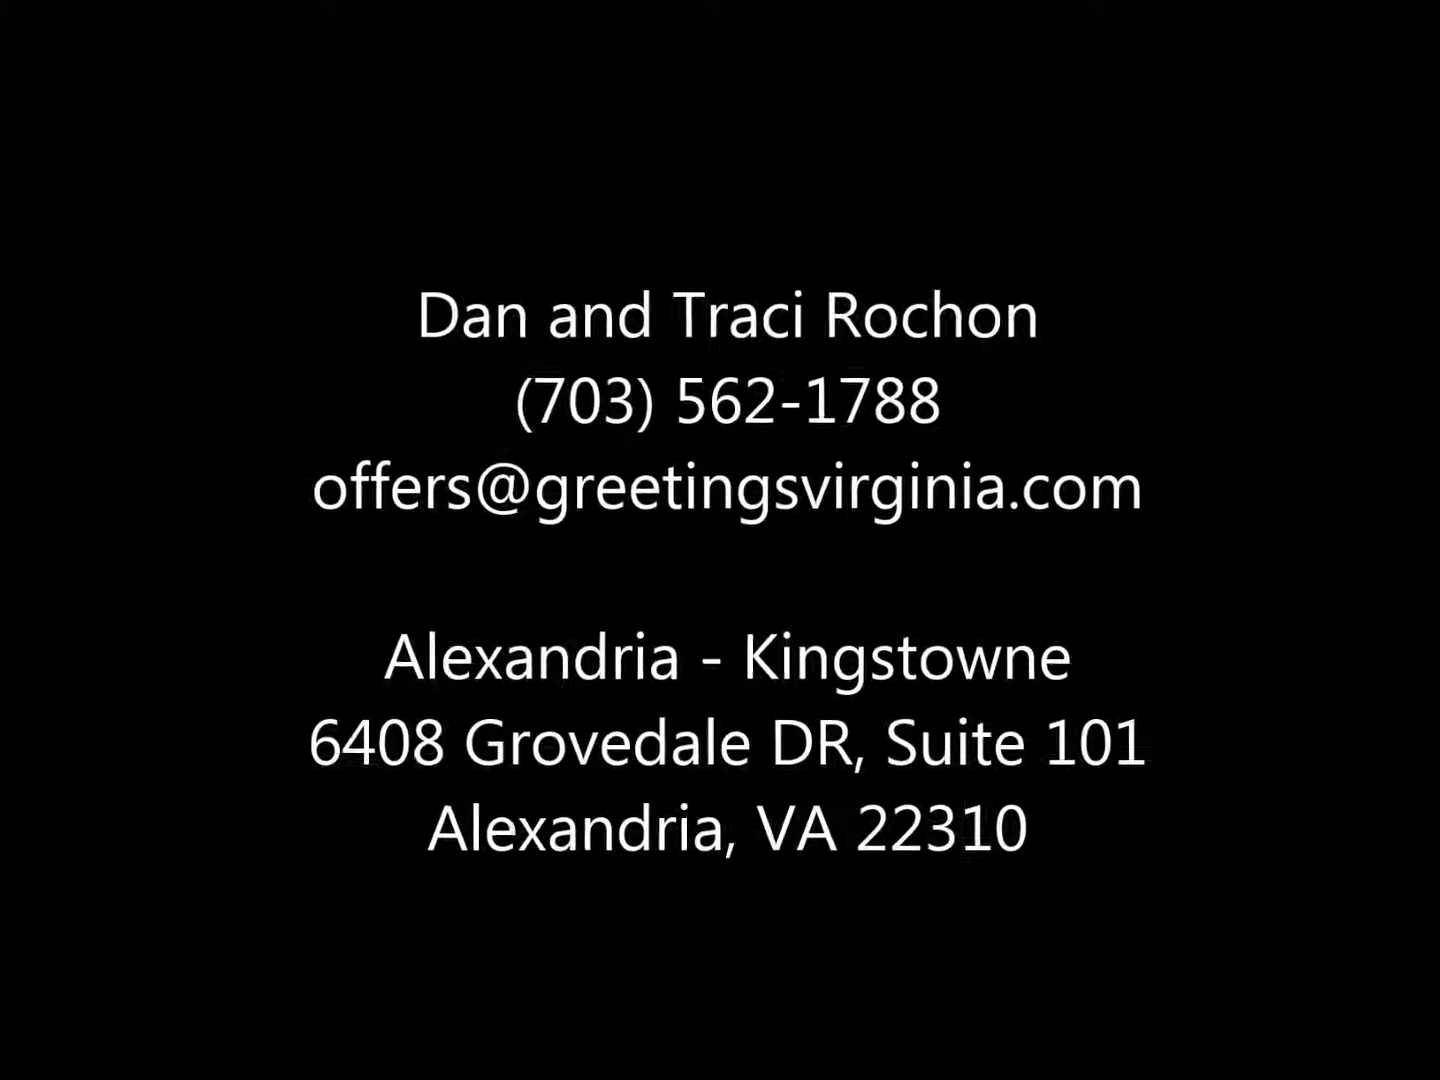 Dan and Traci Rochon
(703) 562-1788
offers@greetingsvirginia.com
Alexandria - Kingstowne
6408 Grovedale DR, Suite 101
Alexandria, VA 22310